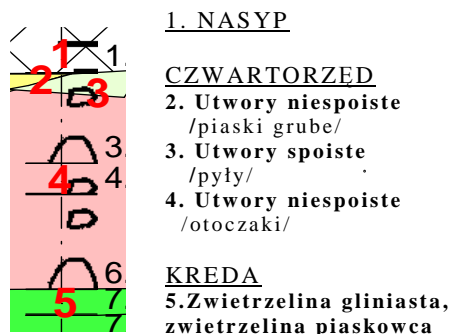 1. NASYP
CZWARTORZĘD
2. Utwory niespoiste
/piaski grube/
3. Utwory spoiste
/pyły/
4. Utwory niespoiste
/otoczaki/
KREDA
5.Zwietrzelina gliniasta,
zwietrzelina piaskowca
1
1.
2
3
3.
4
4.
6.
5
7
7